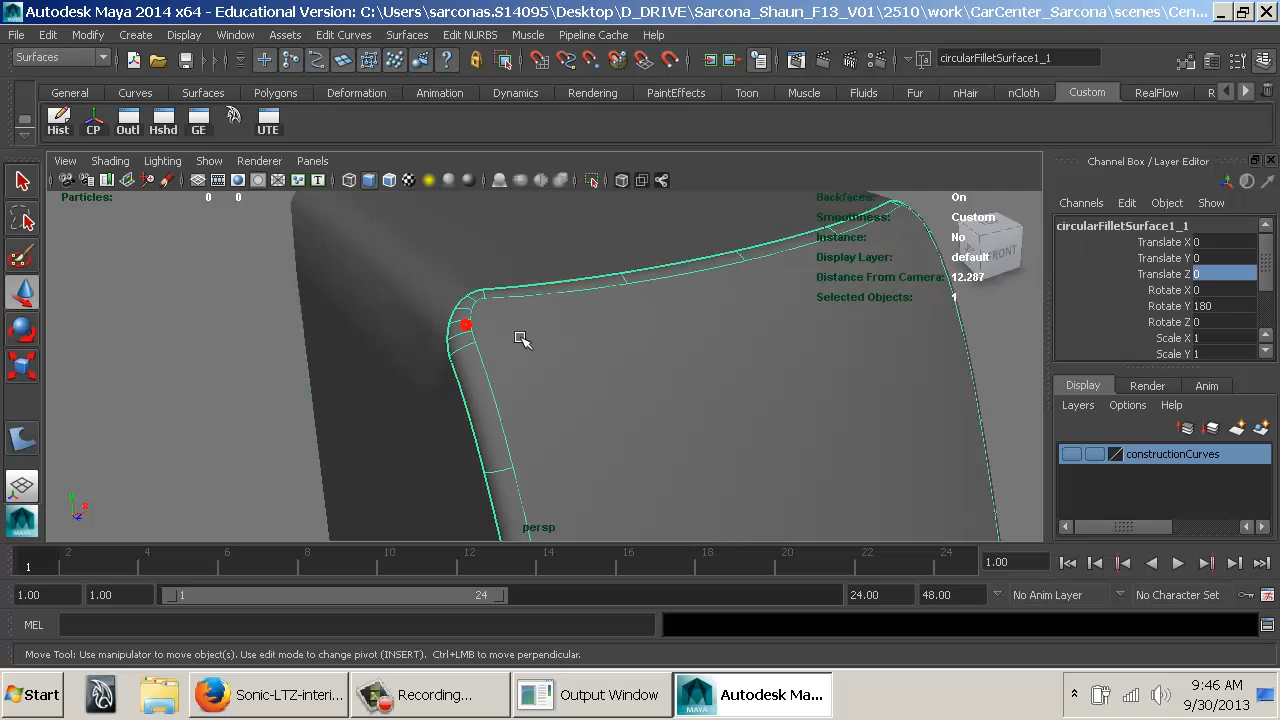 Autodesk Maya 2014 x64 - Educational Version: C:\Users\saconas.S14095\Desktop\D_DRIVE\Sarcona_Shaun_F13_V01\2510\work\CarCenter_Sarcona\scenes\Cen...
File Edit Modify Create Display Window Assets Edit Curves Surfaces Edit NURBS Muscle Pipeline Cache Help
Surfaces
circularFilletSurface1_1
General Curves Surfaces Polygons Deformation Animation Dynamics Rendering PaintEffects Toon Muscle Fluids Fur nHair nCloth Custom RealFlow R
Hist CP Outl Hshd GE UTE
View Shading Lighting Show Renderer Panels
Channel Box / Layer Editor
Particles: 0 0
Backfaces: On
Smoothness: Custom
Instance: No
Display Layer: default
Distance From Camera: 12.287
Selected Objects: 1
FRONT
Channels Edit Object Show
circularFilletSurface1_1
Translate X 0
Translate Y 0
Translate Z 0
Rotate X 0
Rotate Y 180
Rotate Z 0
Scale X 1
Scale Y 1
Scale Z 1
Display Render Anim
Layers Options Help
constructionCurves
y
x
z
persp
2 4 6 8 10 12 14 16 18 20 22 24
1
1.00
1.00 1.00 1 24 24.00 48.00 No Anim Layer No Character Set
MEL
Move Tool: Use manipulator to move object(s). Use edit mode to change pivot (INSERT). Ctrl+LMB to move perpendicular.
Start Sonic-LTZ-interi... Recording... Output Window Autodesk Ma...
9:46 AM
9/30/2013